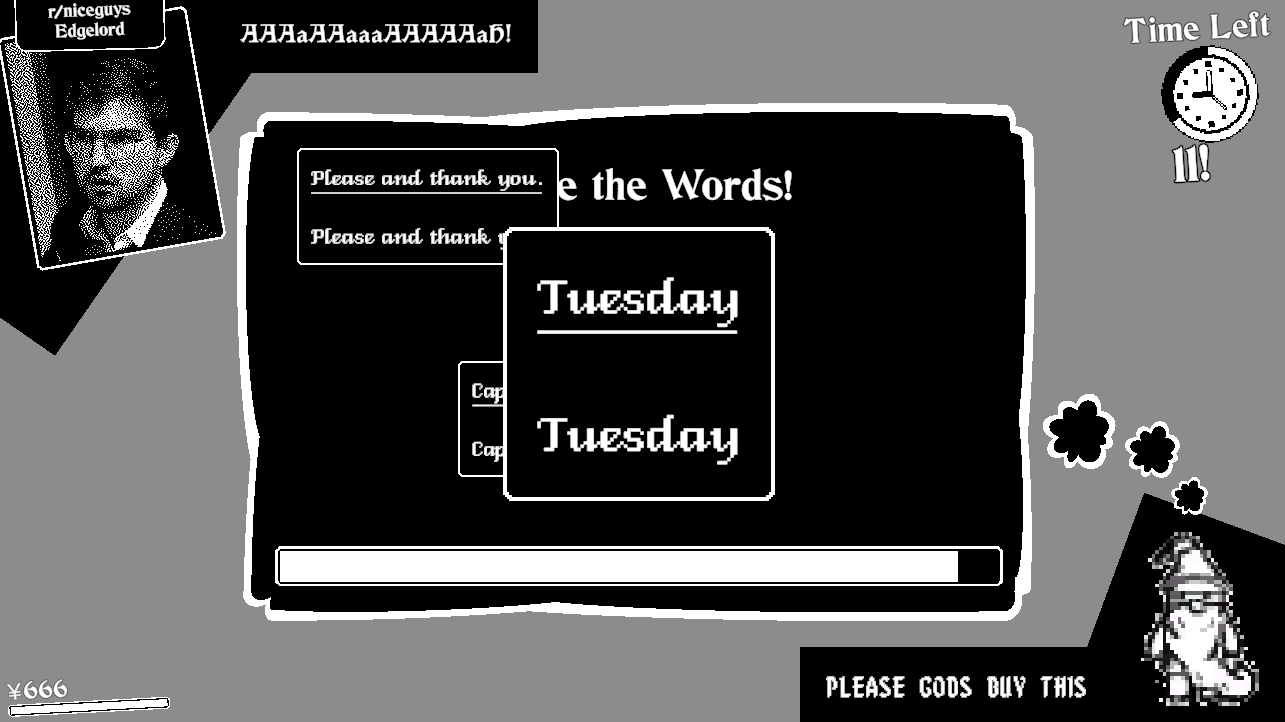 r/niceguys
Edgelord
AAAaAAaaaAAAAAah!
Time Left
11!
Please and thank you.
Please and thank
e the Words!
Tuesday
Tuesday
Cap
Cap
¥666
PLEASE GODS BUY THIS